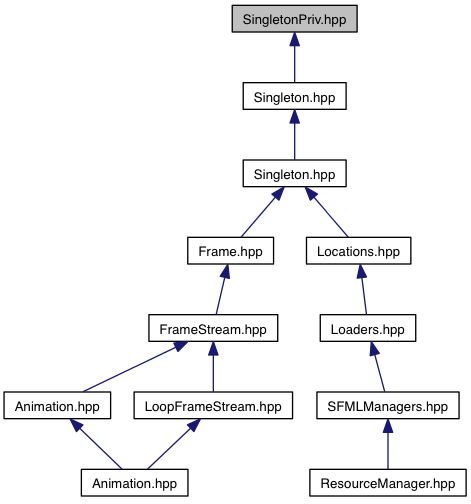 SingletonPriv.hpp
Singleton.hpp
Singleton.hpp
Frame.hpp
Locations.hpp
FrameStream.hpp
Loaders.hpp
Animation.hpp
LoopFrameStream.hpp
SFMLManagers.hpp
Animation.hpp
ResourceManager.hpp